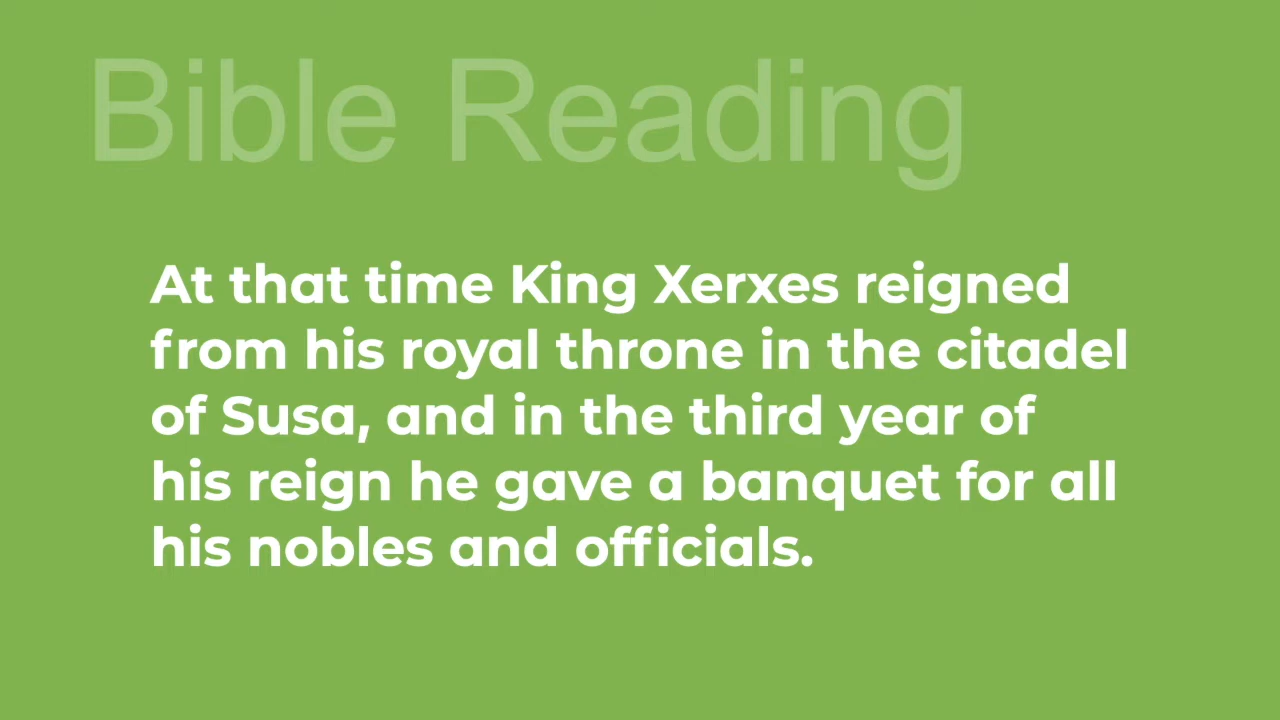 Bible Reading
At that time King Xerxes reigned
from his royal throne in the citadel
of Susa, and in the third year of
his reign he gave a banquet for all
his nobles and officials.